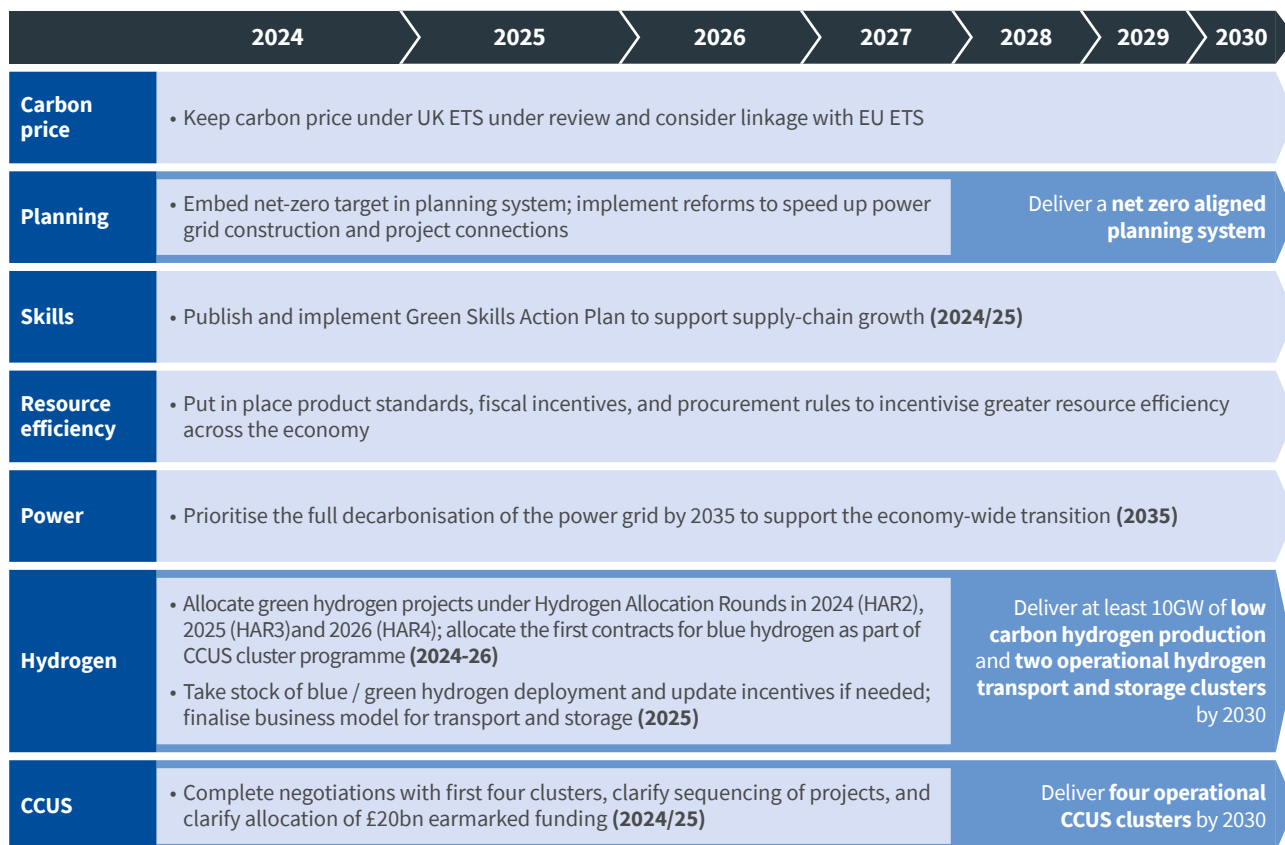 2024 2025 2026 2027 2028 2029 2030
Carbon
price
• Keep carbon price under UK ETS under review and consider linkage with EU ETS
Planning
• Embed net-zero target in planning system; implement reforms to speed up power
grid construction and project connections
Deliver a net zero aligned
planning system
Skills
• Publish and implement Green Skills Action Plan to support supply-chain growth (2024/25)
Resource
efficiency
• Put in place product standards, fiscal incentives, and procurement rules to incentivise greater resource efficiency
across the economy
Power
• Prioritise the full decarbonisation of the power grid by 2035 to support the economy-wide transition (2035)
Hydrogen
• Allocate green hydrogen projects under Hydrogen Allocation Rounds in 2024 (HAR2),
2025 (HAR3)and 2026 (HAR4); allocate the first contracts for blue hydrogen as part of
CCUS cluster programme (2024-26)
• Take stock of blue / green hydrogen deployment and update incentives if needed;
finalise business model for transport and storage (2025)
Deliver at least 10GW of low
carbon hydrogen production
and two operational hydrogen
transport and storage clusters
by 2030
CCUS
• Complete negotiations with first four clusters, clarify sequencing of projects, and
clarify allocation of £20bn earmarked funding (2024/25)
Deliver four operational
CCUS clusters by 2030